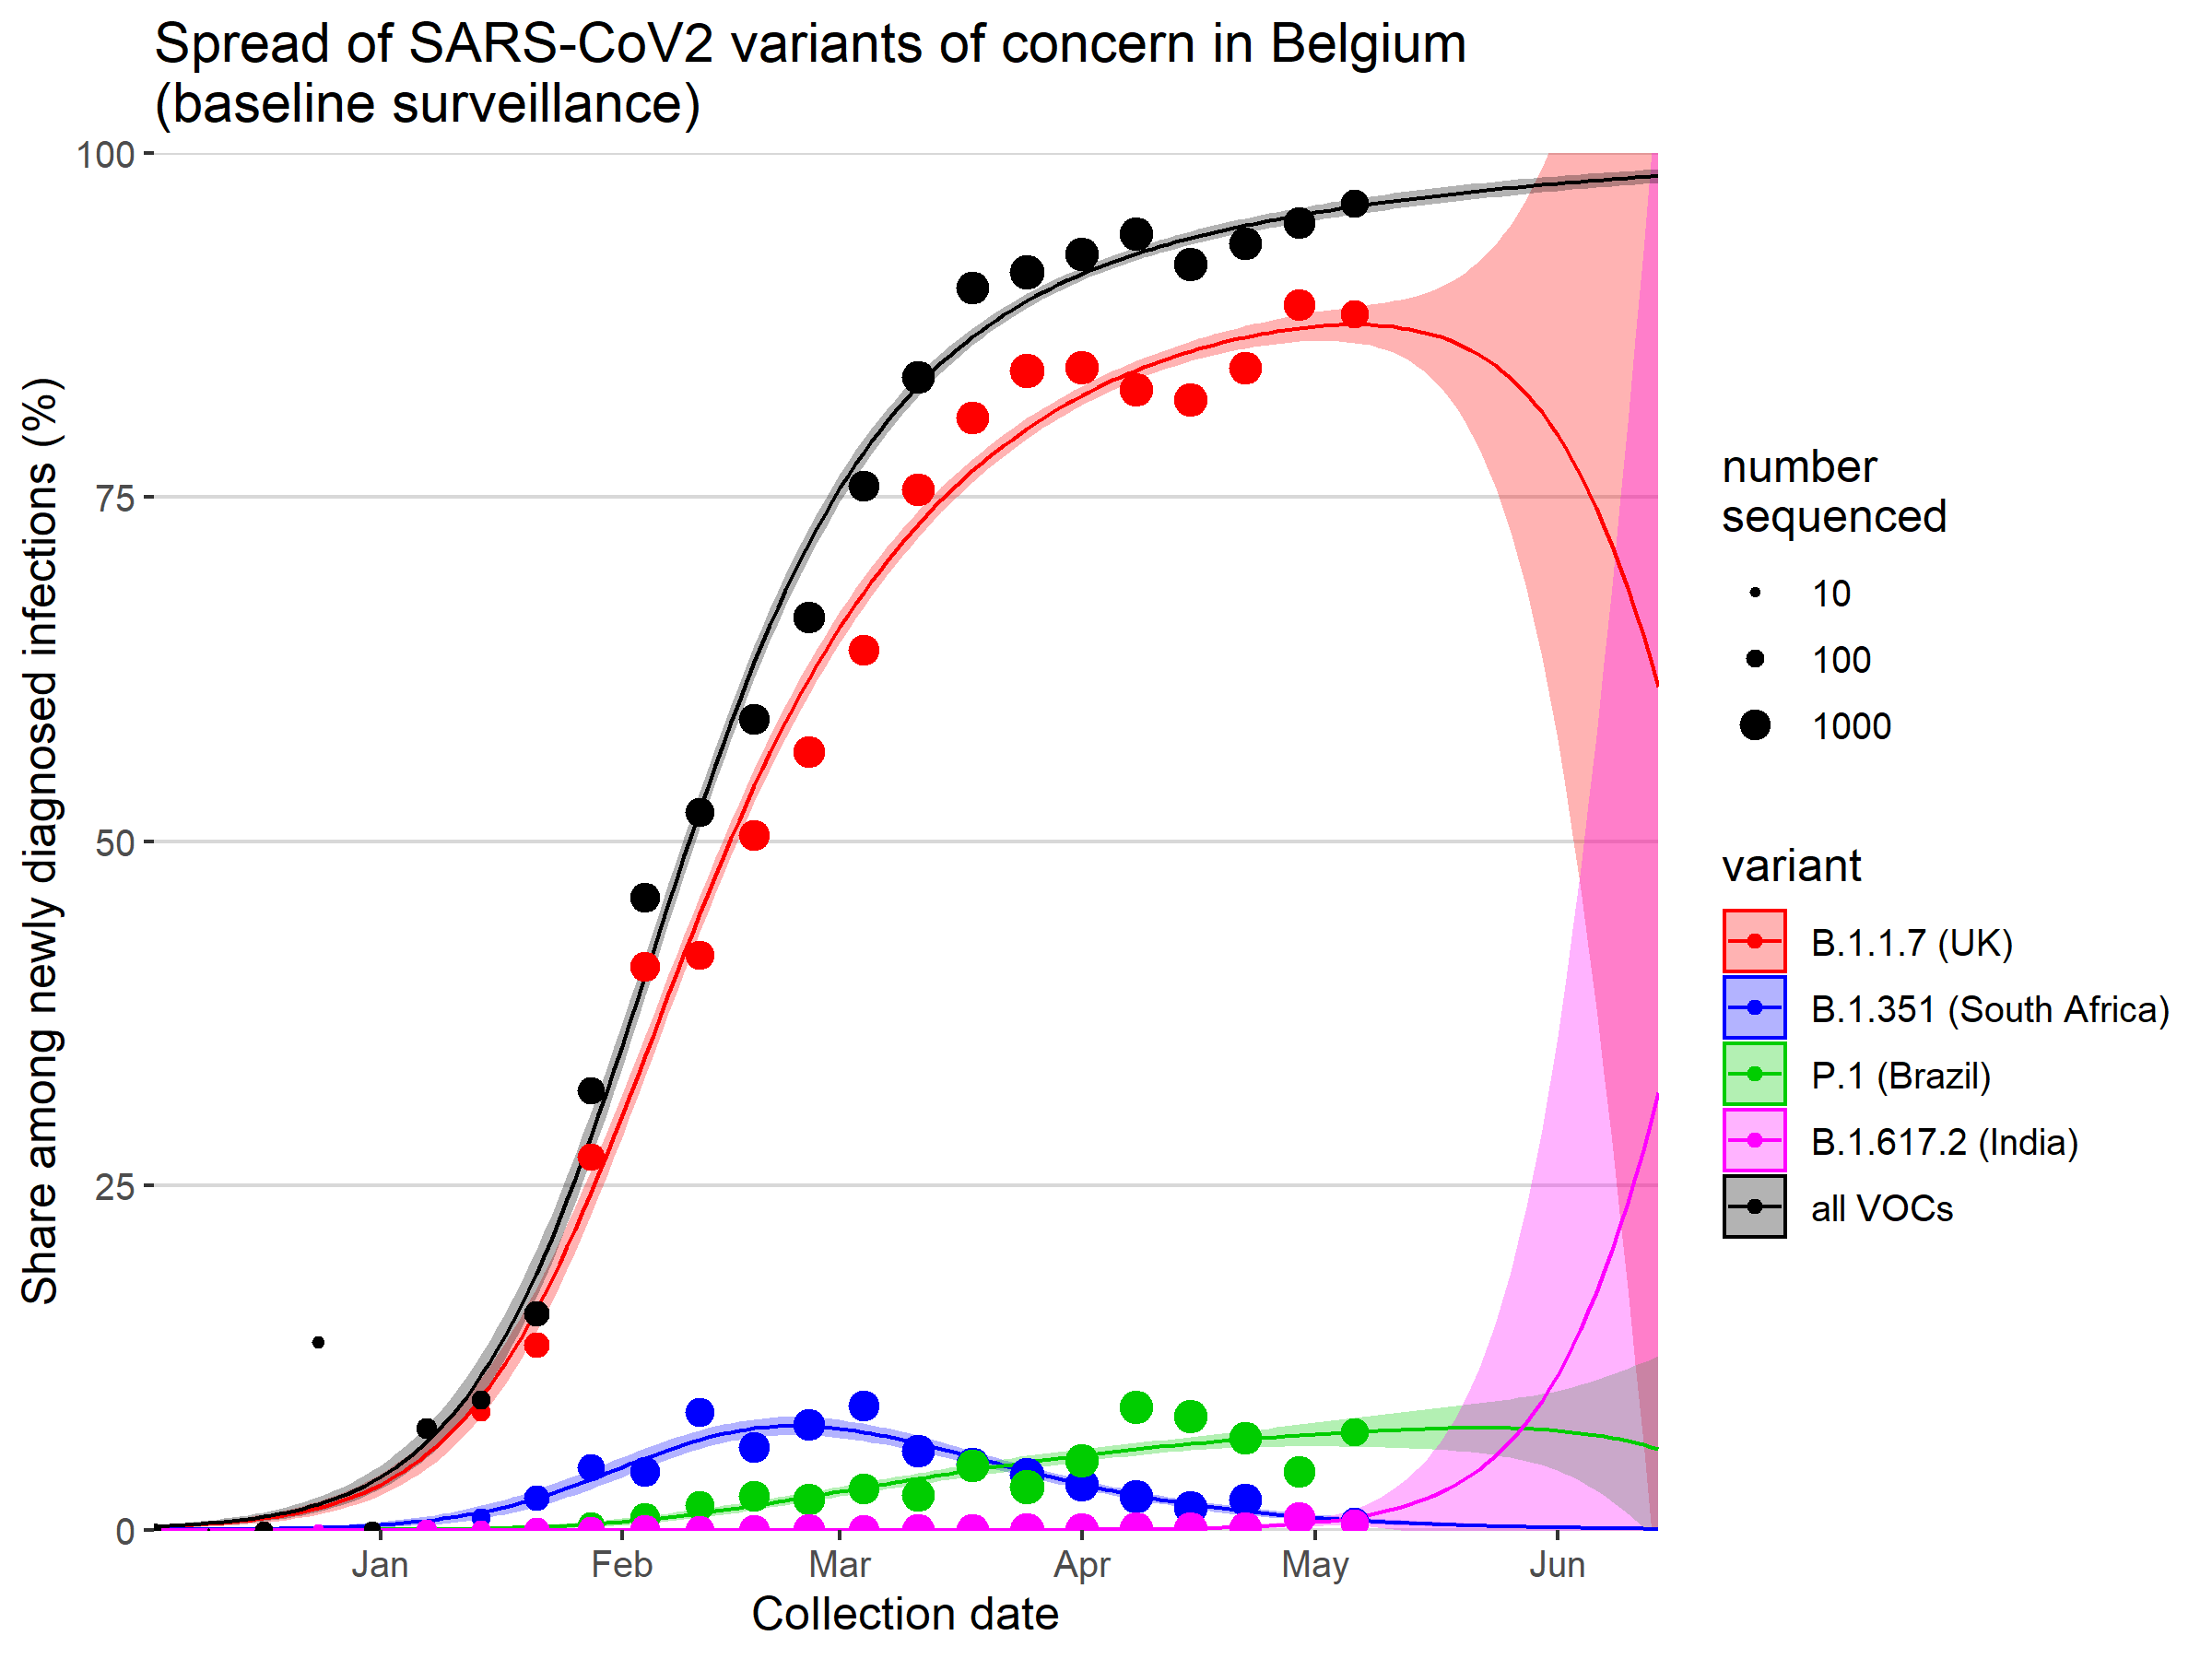 Spread of SARS-CoV2 variants of concern in Belgium
(baseline surveillance)
Share among newly diagnosed infections (%)
100
75
50
25
0
Jan
Feb
Mar
Apr
May
Jun
Collection date
number
sequenced
10
100
1000
variant
B.1.1.7 (UK)
B.1.351 (South Africa)
P.1 (Brazil)
B.1.617.2 (India)
all VOCs